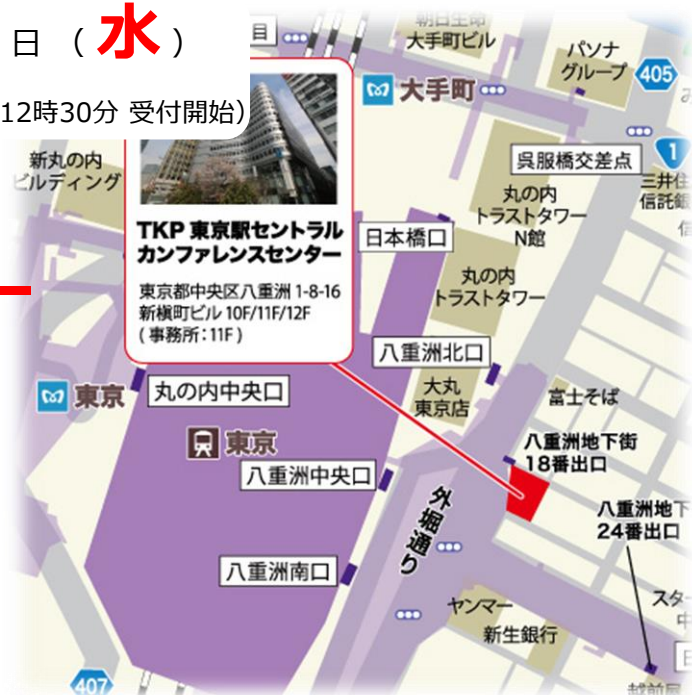 日 （水）
12時30分 受付開始）
目
朝日生命
大手町ビル
パソナ
グループ
405
大手町
1
呉服橋交差点
新丸の内
ビルディング
三井住
信託銀
丸の内
トラストタワー
N館
TKP 東京駅セントラル
カンファレンスセンター
日本橋口
東京都中央区八重洲 1-8-16
新槇町ビル 10F/11F/12F
( 事務所：11F )
丸の内
トラストタワー
八重洲北口
東京
丸の内中央口
大丸
東京店
富士そば
東京
八重洲地下街
18番出口
八重洲中央口
外堀通り
八重洲地下
24番出口
八重洲南口
ヤンマー
新生銀行
スタ
中
407
越前屋